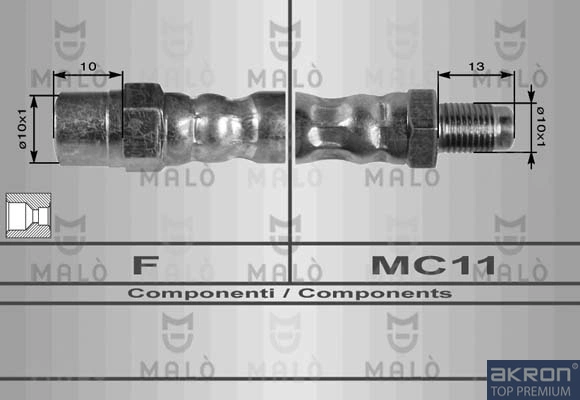 10
13
ø10x1
ø10x1
MALÒ MALÒ MALÒ
MALÒ MALÒ MALÒ
F
MC11
MALÒ MALÒ MALÒ
Componenti / Components
MALÒ MALÒ
akron®
TOP PREMIUM